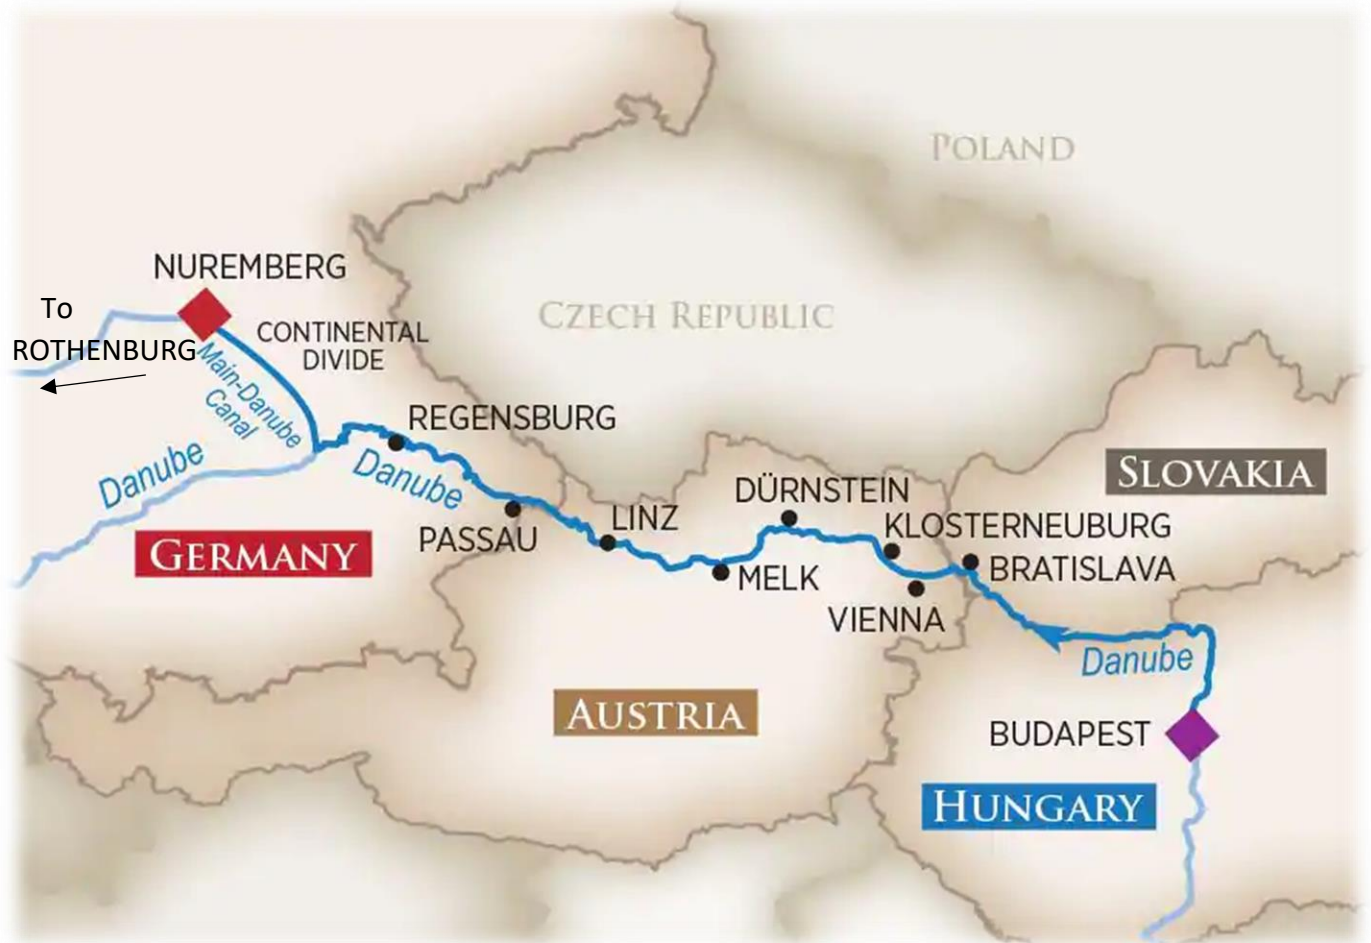 POLAND
NUREMBERG
To
ROTHENBURG
CONTINENTAL
DIVIDE
CZECH REPUBLIC
Main-Danube
Canal
REGENSBURG
Danube
Danube
SLOVAKIA
DÜRNSTEIN
LINZ
KLOSTERNEUBURG
PASSAU
GERMANY
MELK
BRATISLAVA
VIENNA
Danube
AUSTRIA
BUDAPEST
HUNGARY